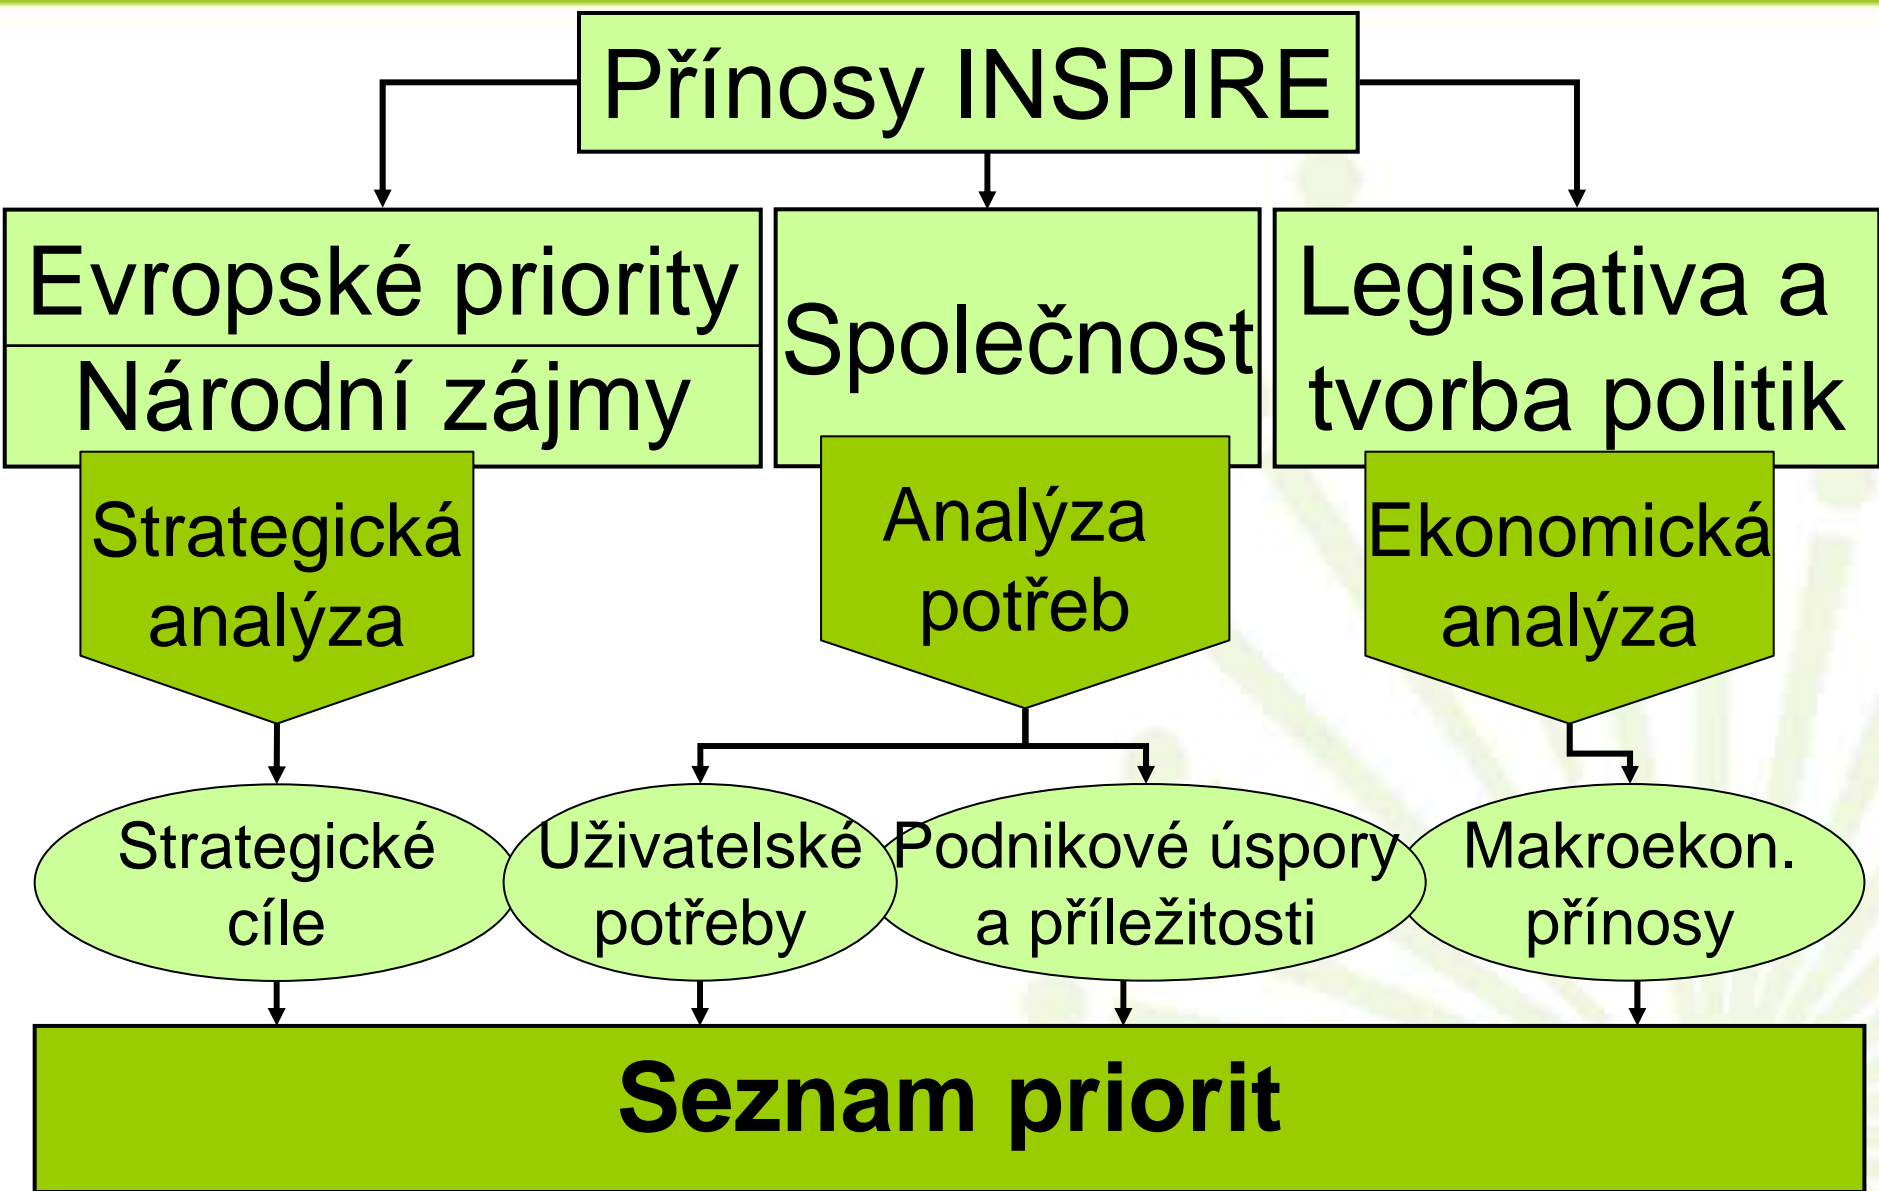 Přínosy INSPIRE
Evropské priority
Národní zájmy
Společnost
Legislativa a
tvorba politik
Strategická
analýza
Analýza
potřeb
Ekonomická
analýza
Strategické
cíle
Uživatelské
potřeby
Podnikové úspory
a příležitosti
Makroekon.
přínosy
Seznam priorit